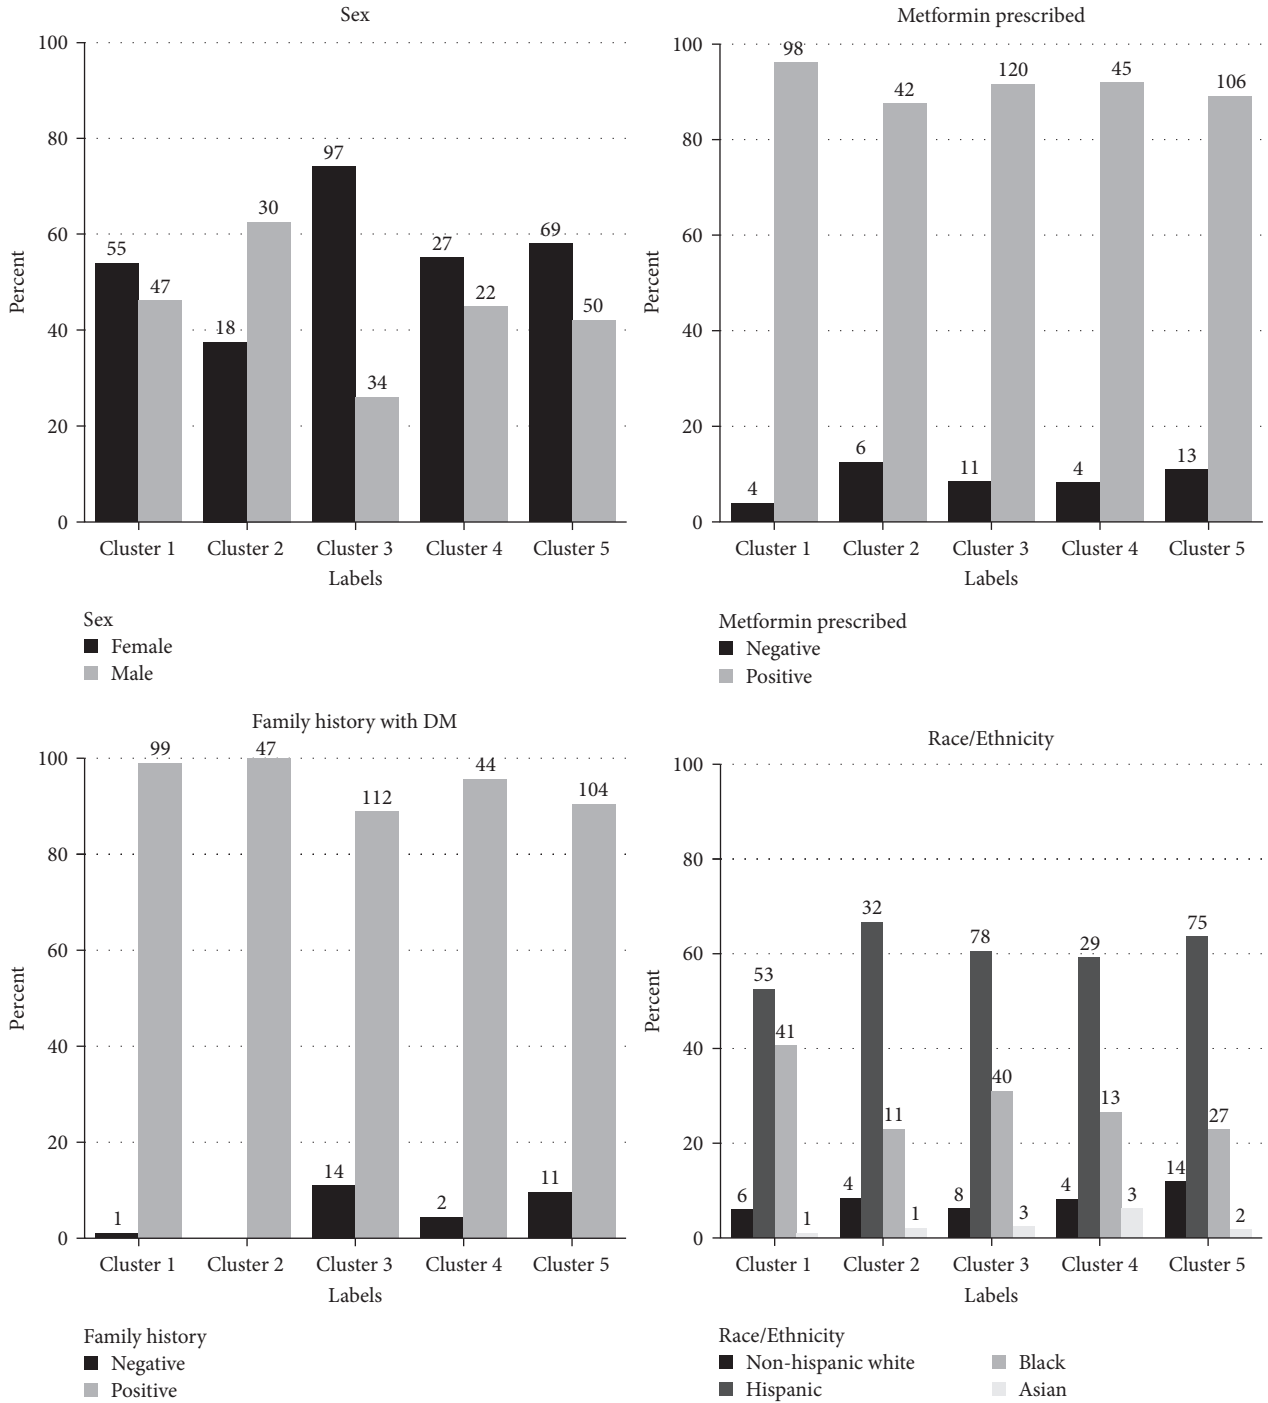 Sex
100
80
60
40
20
0
Percent
55
47
18
30
97
34
27
22
69
50
Cluster 1 Cluster 2 Cluster 3 Cluster 4 Cluster 5
Labels
Sex
Female
Male
Metformin prescribed
100
80
60
40
20
0
Percent
4
98
6
42
11
120
4
45
13
106
Cluster 1 Cluster 2 Cluster 3 Cluster 4 Cluster 5
Labels
Metformin prescribed
Negative
Positive
Family history with DM
100
80
60
40
20
0
Percent
1
99
47
14
112
2
44
11
104
Cluster 1 Cluster 2 Cluster 3 Cluster 4 Cluster 5
Labels
Family history
Negative
Positive
Race/Ethnicity
100
80
60
40
20
0
Percent
6
53
41
1
4
32
11
1
8
78
40
3
4
29
13
3
14
75
27
2
Cluster 1 Cluster 2 Cluster 3 Cluster 4 Cluster 5
Labels
Race/Ethnicity
Non-hispanic white
Hispanic
Black
Asian